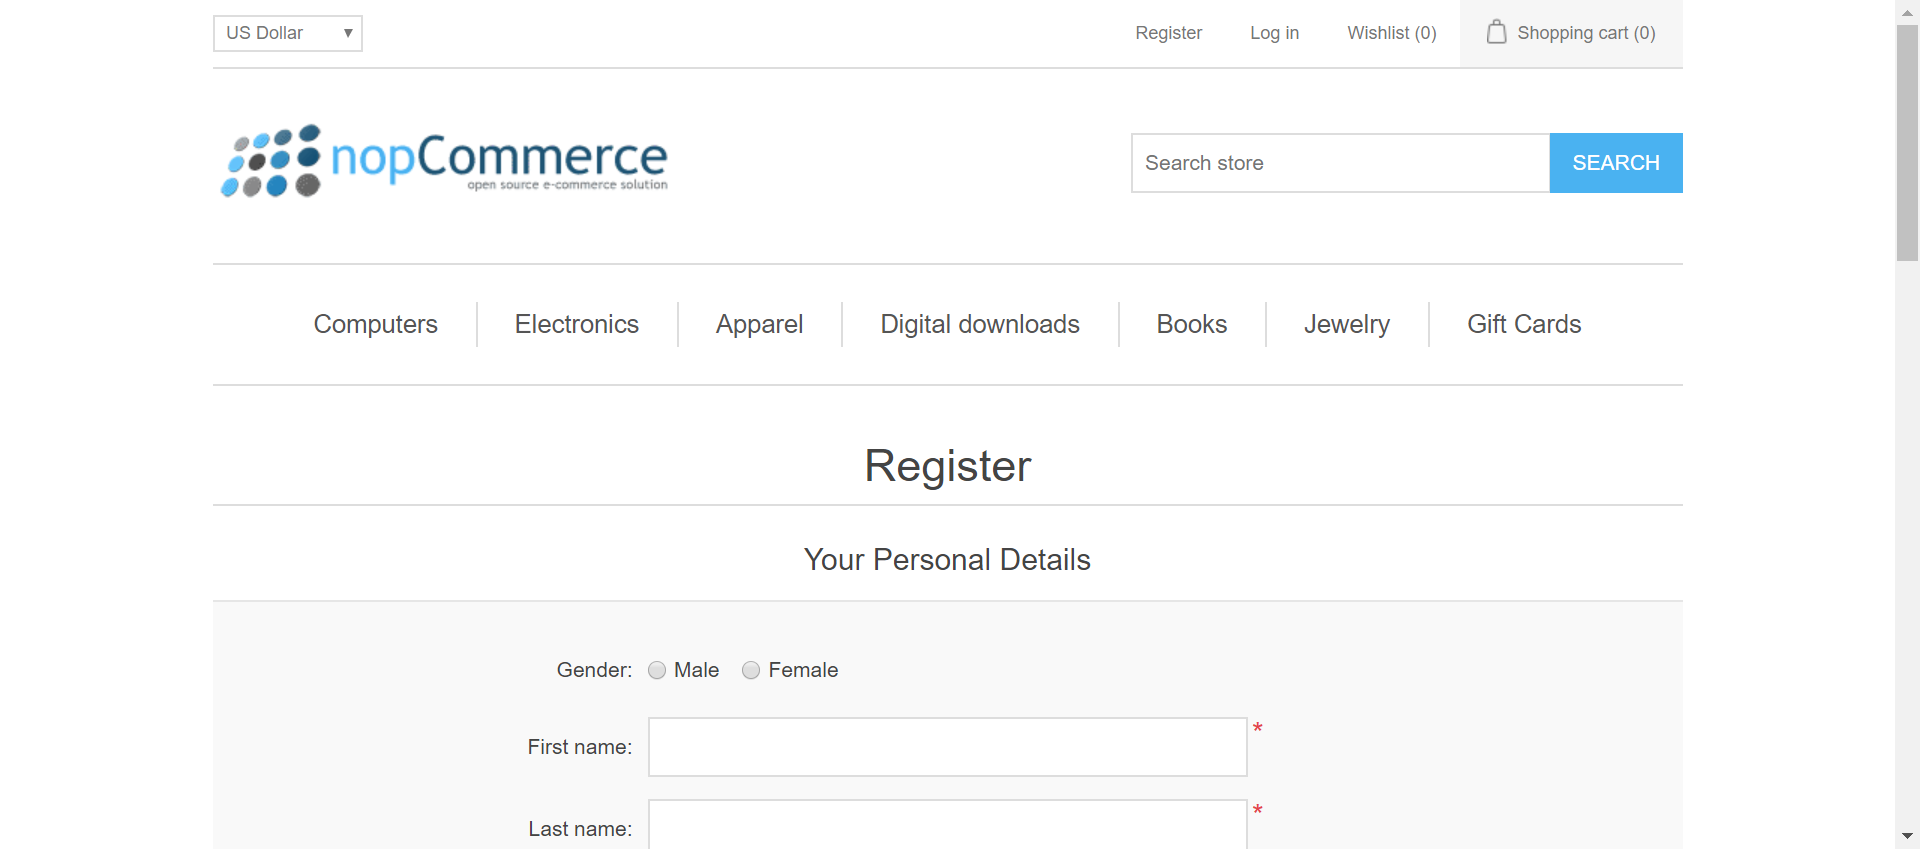 US Dollar ▼ Register Log in Wishlist (0) Shopping cart (0)
nopCommerce
open source e-commerce solution
Search store SEARCH
Computers Electronics Apparel Digital downloads Books Jewelry Gift Cards
Register
Your Personal Details
Gender: Male Female
First name: *
Last name: *